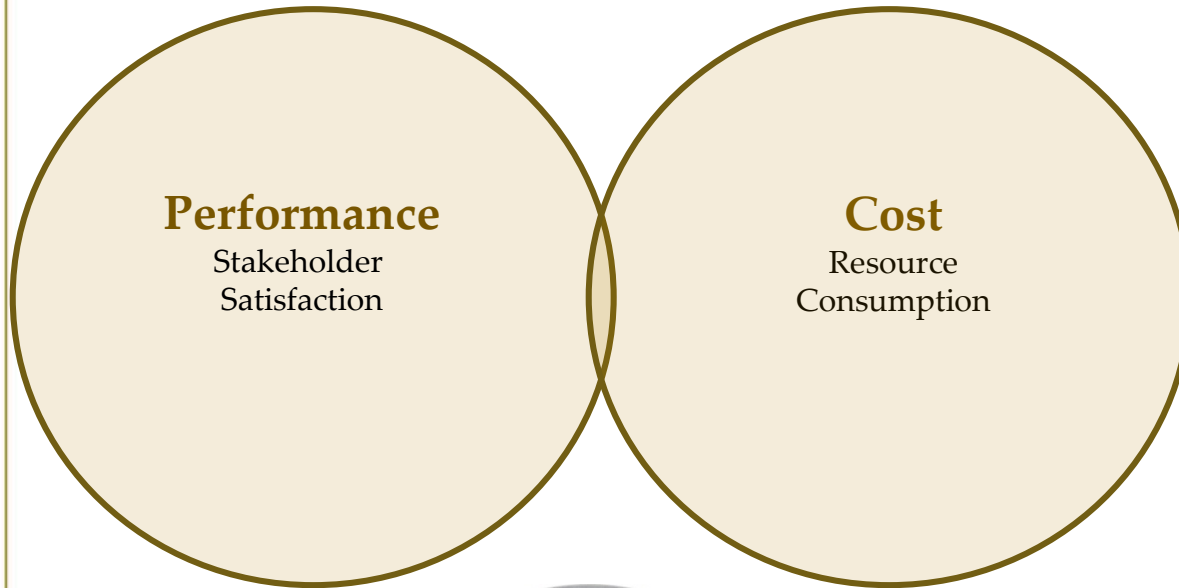 Performance
Stakeholder
Satisfaction
Cost
Resource
Consumption